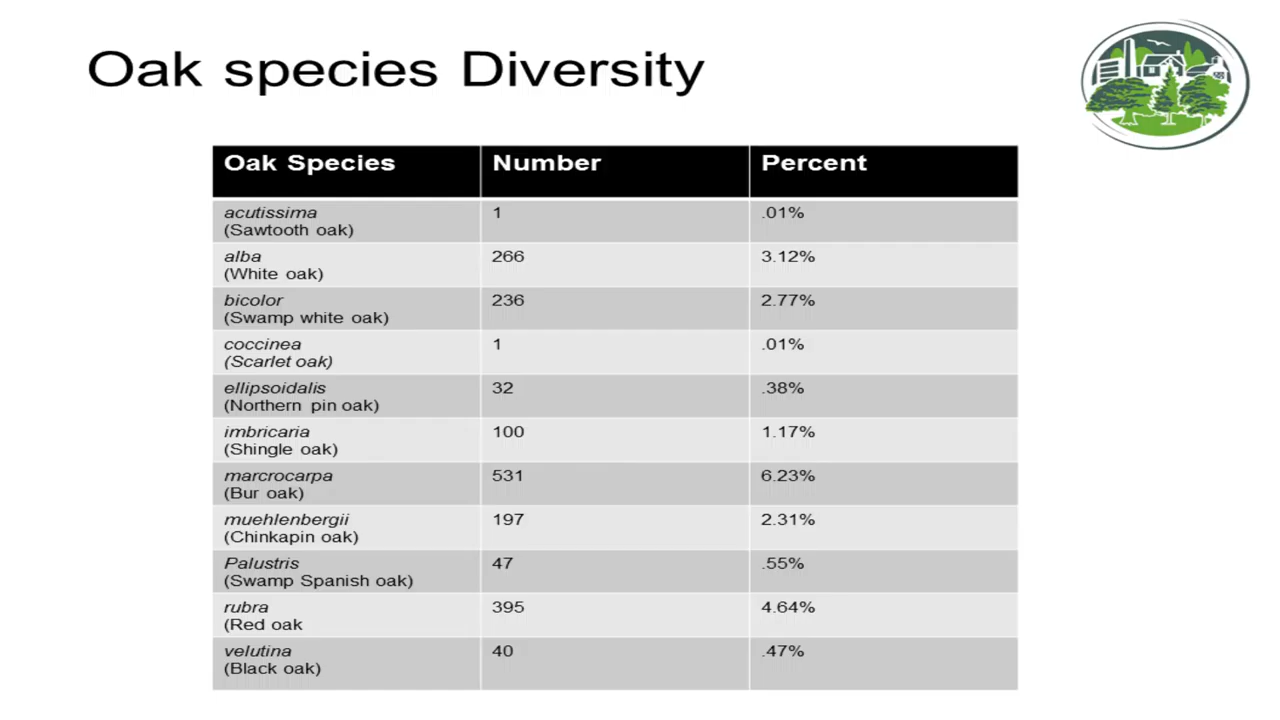 Oak species Diversity
Oak Species Number Percent
acutissima 1 .01%
(Sawtooth oak)
alba 266 3.12%
(White oak)
bicolor 236 2.77%
(Swamp white oak)
coccinea 1 .01%
(Scarlet oak)
ellipsoidalis 32 .38%
(Northern pin oak)
imbricaria 100 1.17%
(Shingle oak)
marcrocarpa 531 6.23%
(Bur oak)
muehlenbergii 197 2.31%
(Chinkapin oak)
Palustris 47 .55%
(Swamp Spanish oak)
rubra 395 4.64%
(Red oak
velutina 40 .47%
(Black oak)